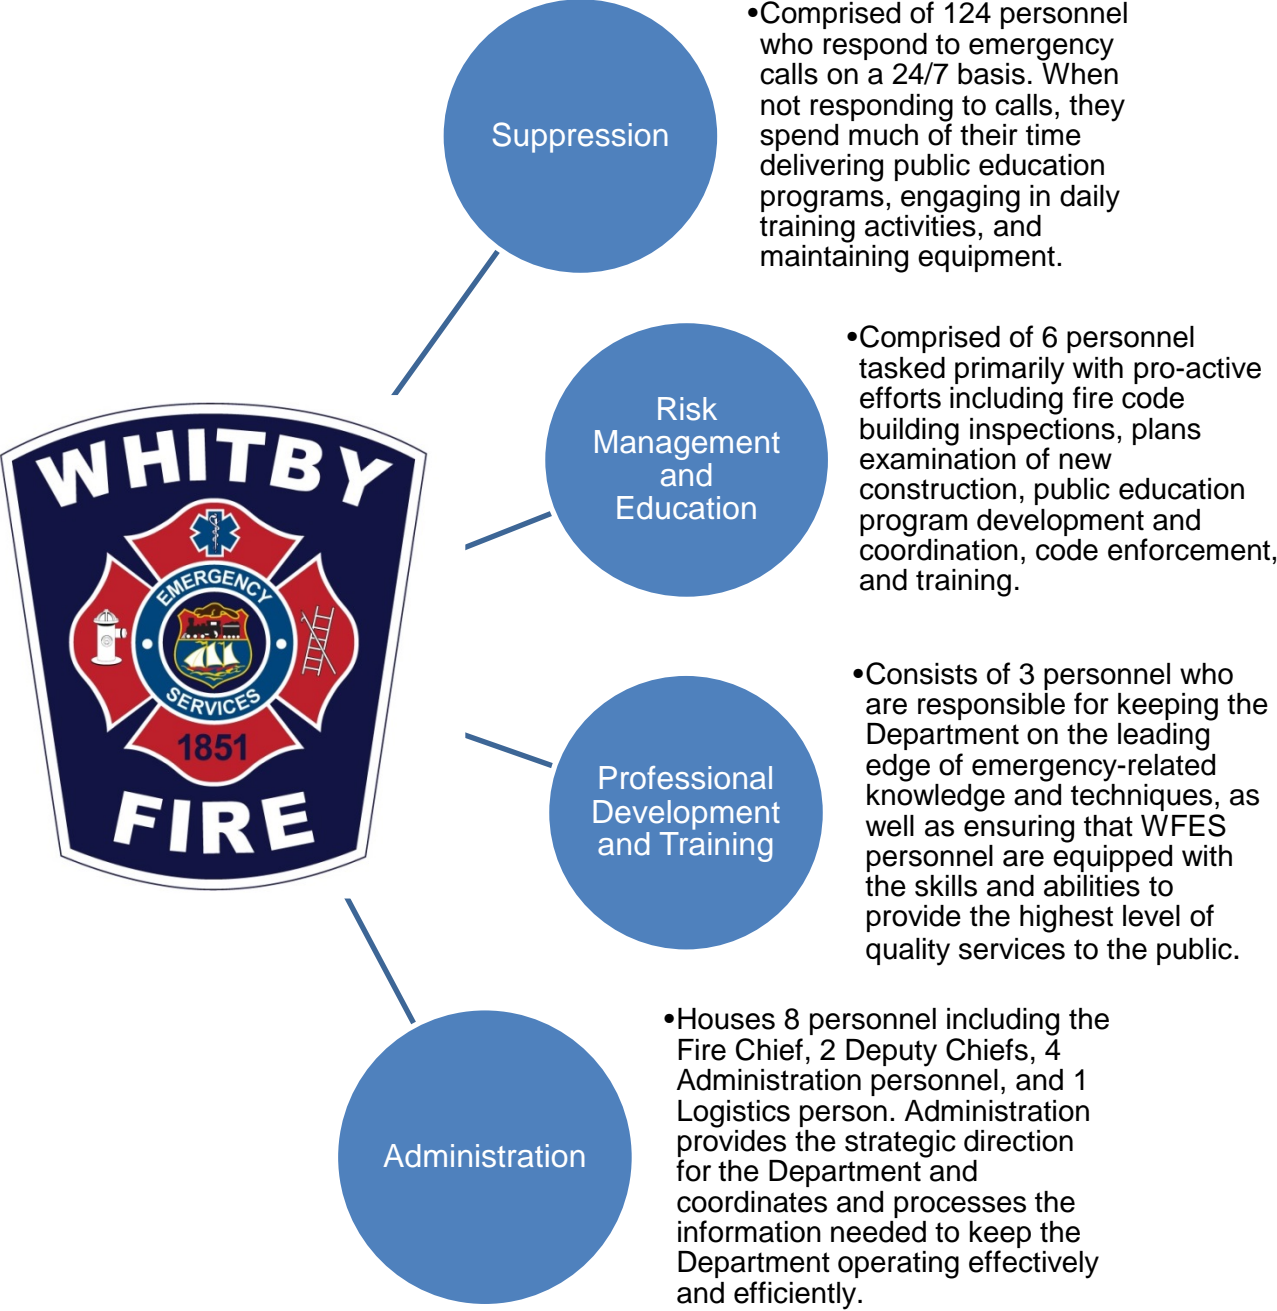 WHITBY
EMERGENCY
SERVICES
1851
FIRE
Suppression
•Comprised of 124 personnel
who respond to emergency
calls on a 24/7 basis. When
not responding to calls, they
spend much of their time
delivering public education
programs, engaging in daily
training activities, and
maintaining equipment.
Risk
Management
and
Education
•Comprised of 6 personnel
tasked primarily with pro-active
efforts including fire code
building inspections, plans
examination of new
construction, public education
program development and
coordination, code enforcement,
and training.
Professional
Development
and Training
•Consists of 3 personnel who
are responsible for keeping the
Department on the leading
edge of emergency-related
knowledge and techniques, as
well as ensuring that WFES
personnel are equipped with
the skills and abilities to
provide the highest level of
quality services to the public.
Administration
•Houses 8 personnel including the
Fire Chief, 2 Deputy Chiefs, 4
Administration personnel, and 1
Logistics person. Administration
provides the strategic direction
for the Department and
coordinates and processes the
information needed to keep the
Department operating effectively
and efficiently.